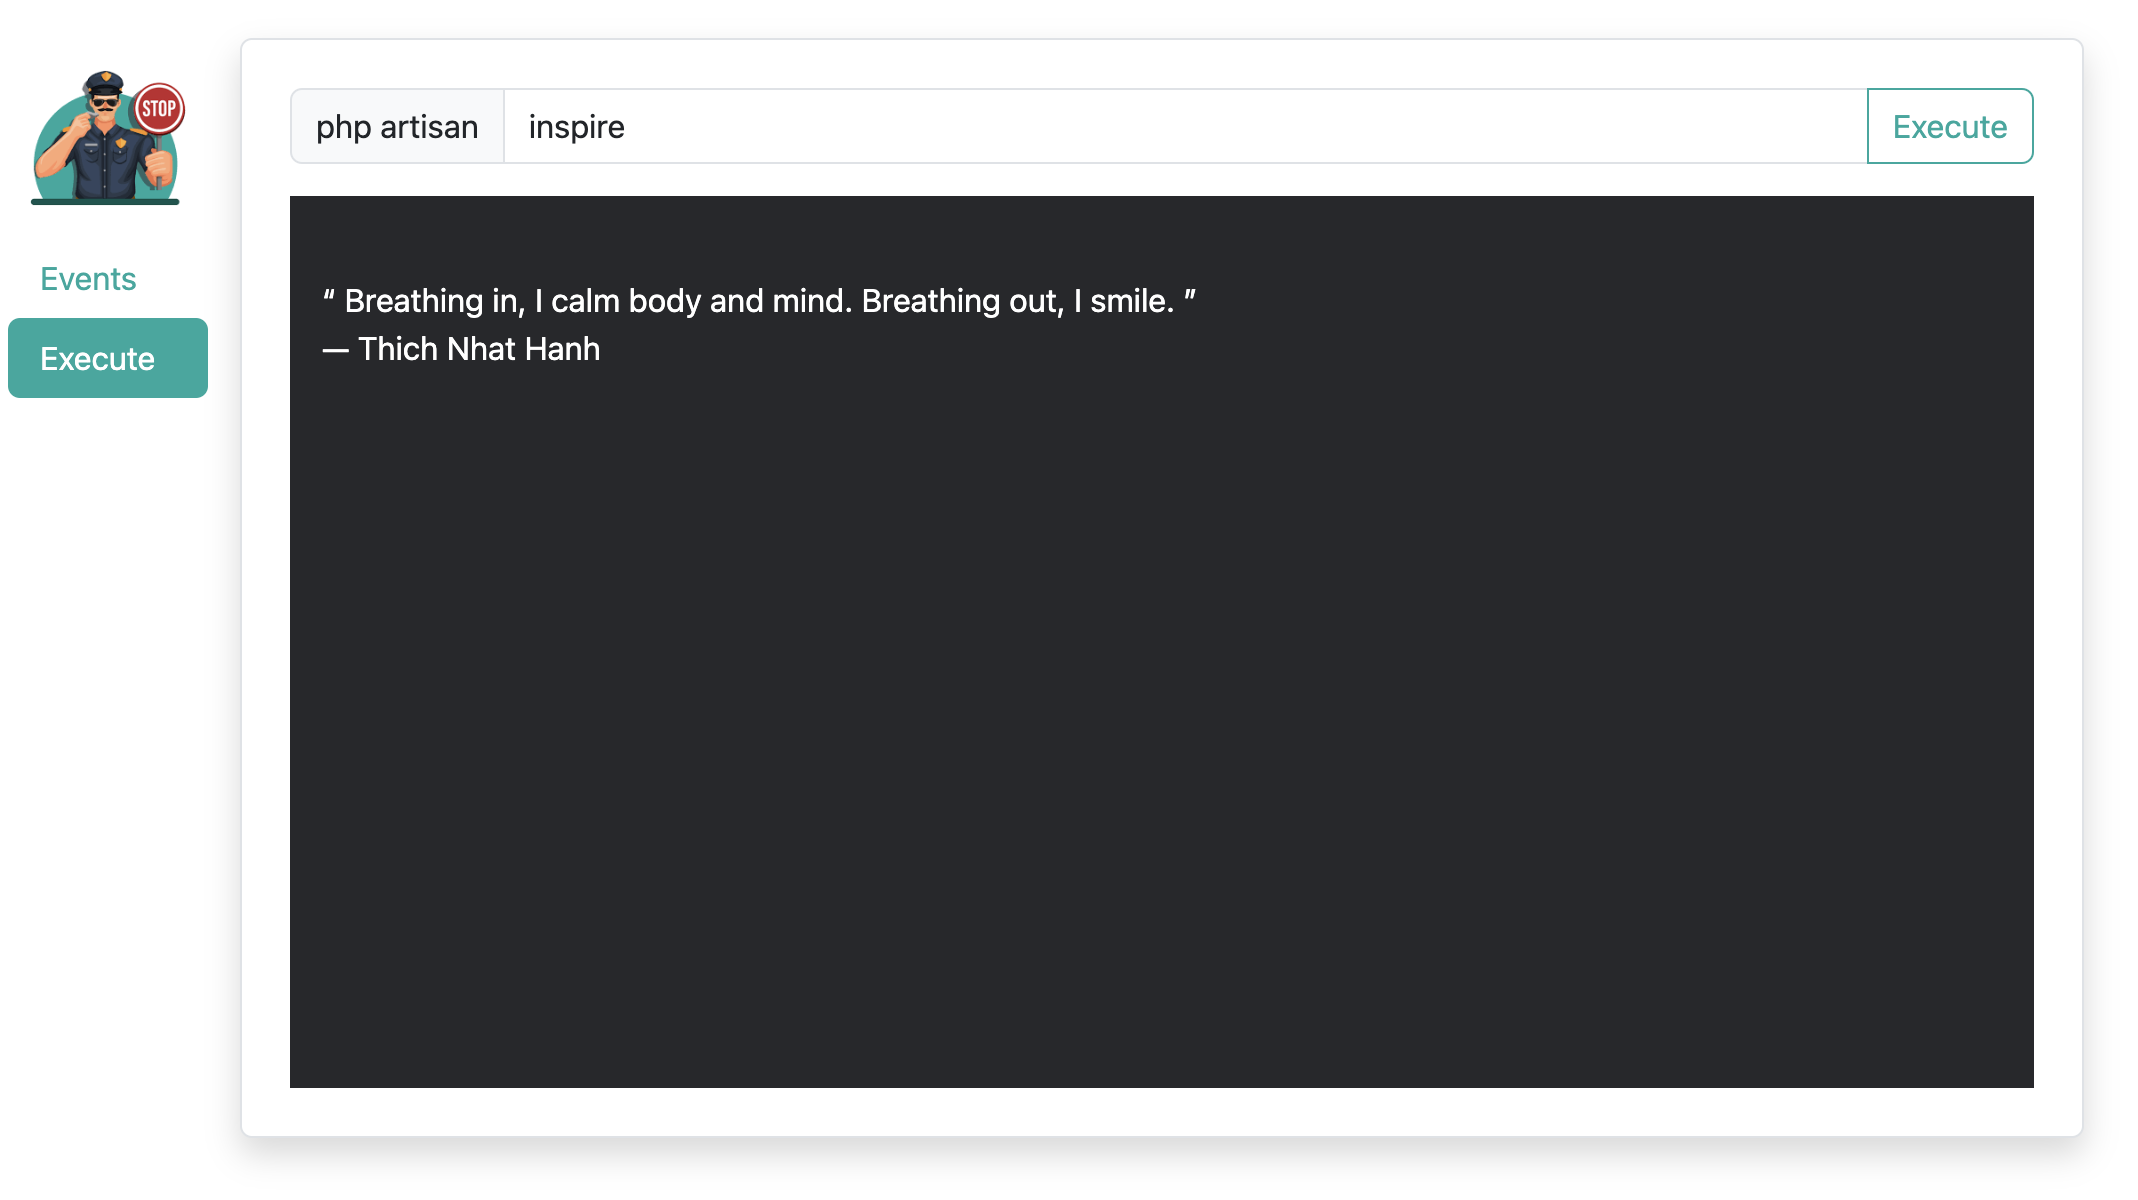 STOP
Events
Execute
php artisan inspire Execute
“ Breathing in, I calm body and mind. Breathing out, I smile. ”
— Thich Nhat Hanh